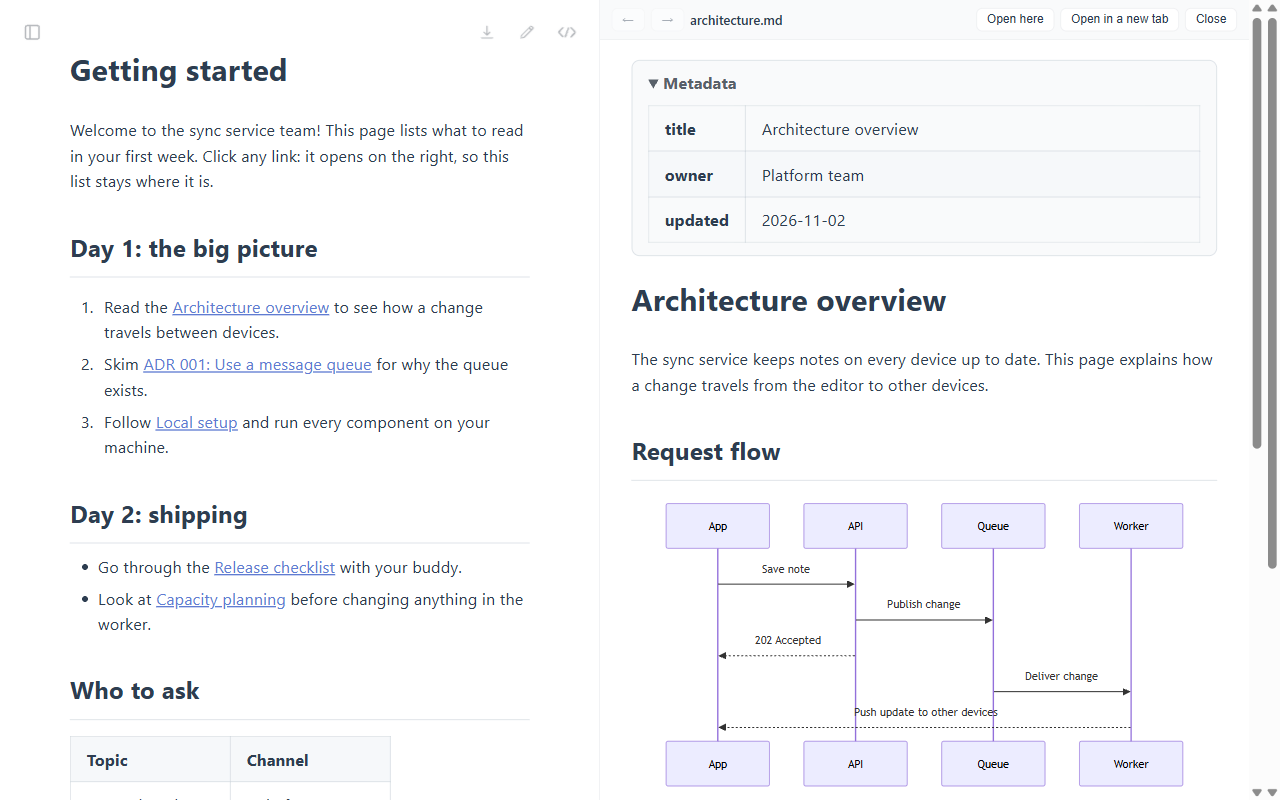 Getting started
Welcome to the sync service team! This page lists what to read
in your first week. Click any link: it opens on the right, so this
list stays where it is.
Day 1: the big picture
1. Read the Architecture overview to see how a change
travels between devices.
2. Skim ADR 001: Use a message queue for why the queue
exists.
3. Follow Local setup and run every component on your
machine.
Day 2: shipping
• Go through the Release checklist with your buddy.
• Look at Capacity planning before changing anything in the
worker.
Who to ask
Topic Channel
← → architecture.md Open here Open in a new tab Close
▼ Metadata
title Architecture overview
owner Platform team
updated 2026-11-02
Architecture overview
The sync service keeps notes on every device up to date. This page explains how
a change travels from the editor to other devices.
Request flow
App API Queue Worker
Save note
Publish change
202 Accepted
Deliver change
Push update to other devices
App API Queue Worker